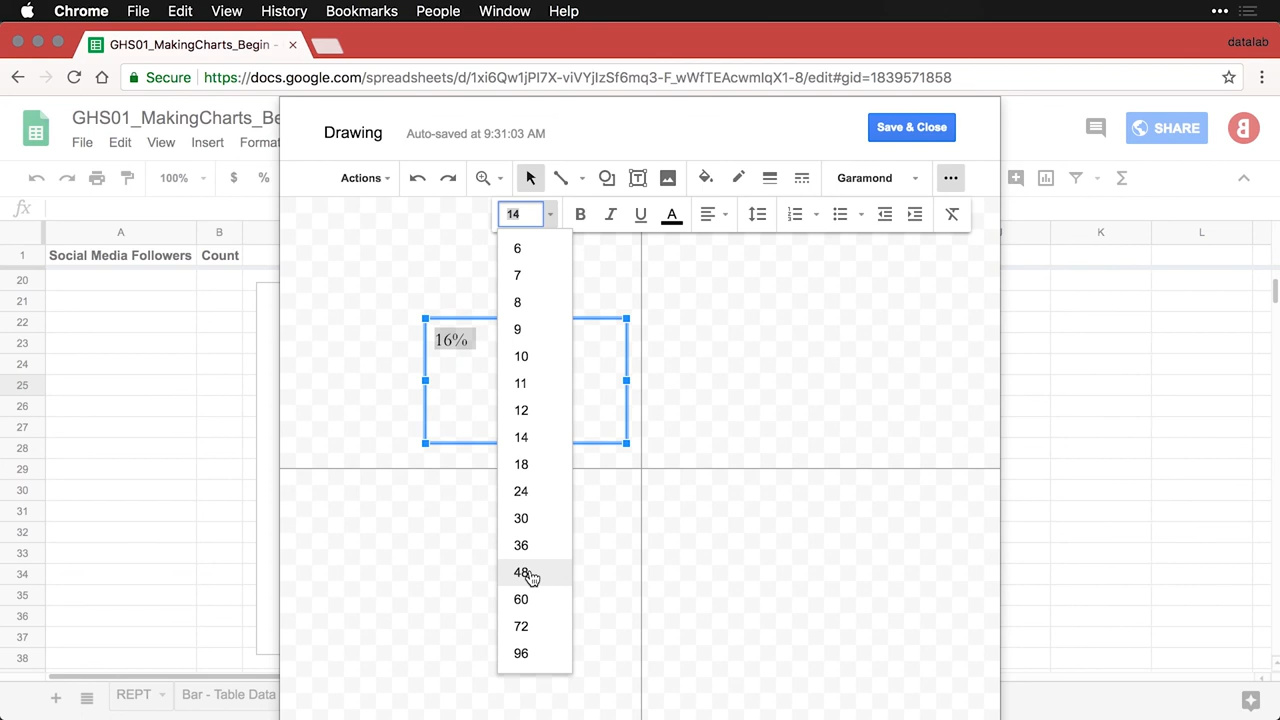 Chrome File Edit View History Bookmarks People Window Help
GHS01_MakingCharts_Begin -
datalab
Secure https://docs.google.com/spreadsheets/d/1xi6Qw1jPl7X-viVYjIzSf6mq3-F_wWfTEAcwmlqX1-8/edit#gid=1839571858
GHS01_MakingCharts_Be
File Edit View Insert Format
SHARE
Drawing Auto-saved at 9:31:03 AM Save & Close
100% $ %
Actions Garamond
fx
14
A B K L
1 Social Media Followers Count
6
7
8
9
10
11
12
14
18
24
30
36
48
60
72
96
16%
20
21
22
23
24
25
26
27
28
29
30
31
32
33
34
35
36
37
38
REPT Bar - Table Data